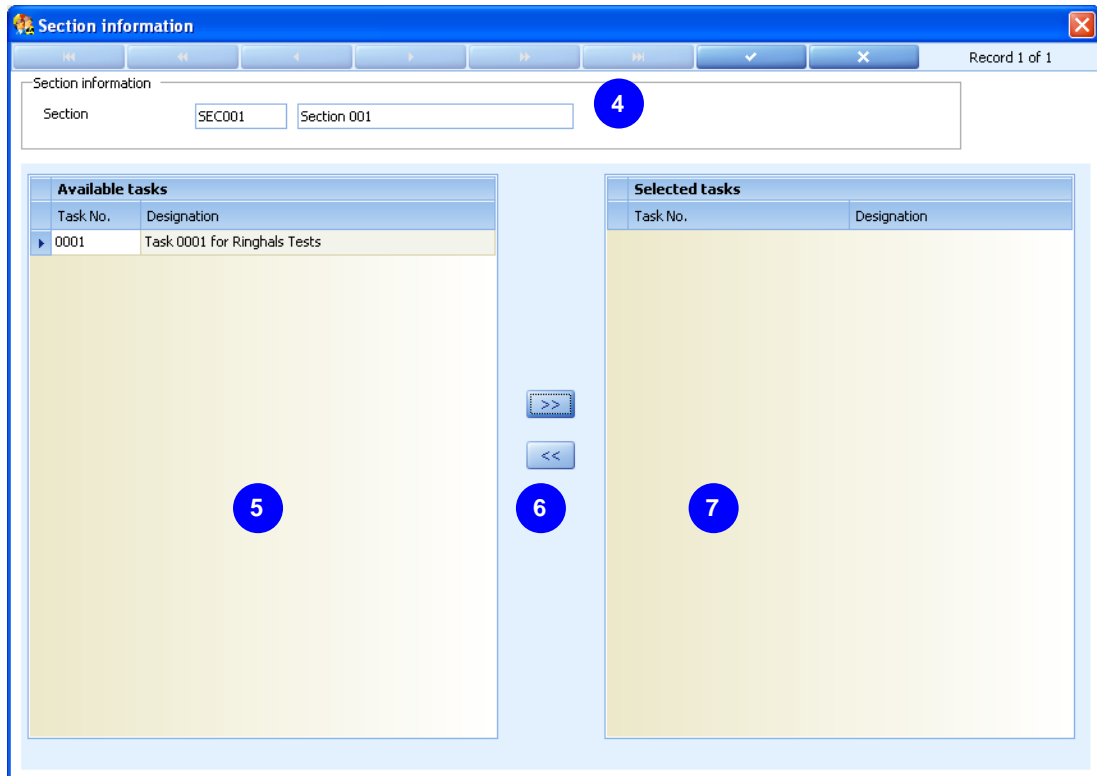 Section information
Record 1 of 1
Section information
Section SEC001 Section 001
4
Available tasks
Task No. Designation
0001 Task 0001 for Ringhals Tests
Selected tasks
Task No. Designation
>>
<<
5
6
7